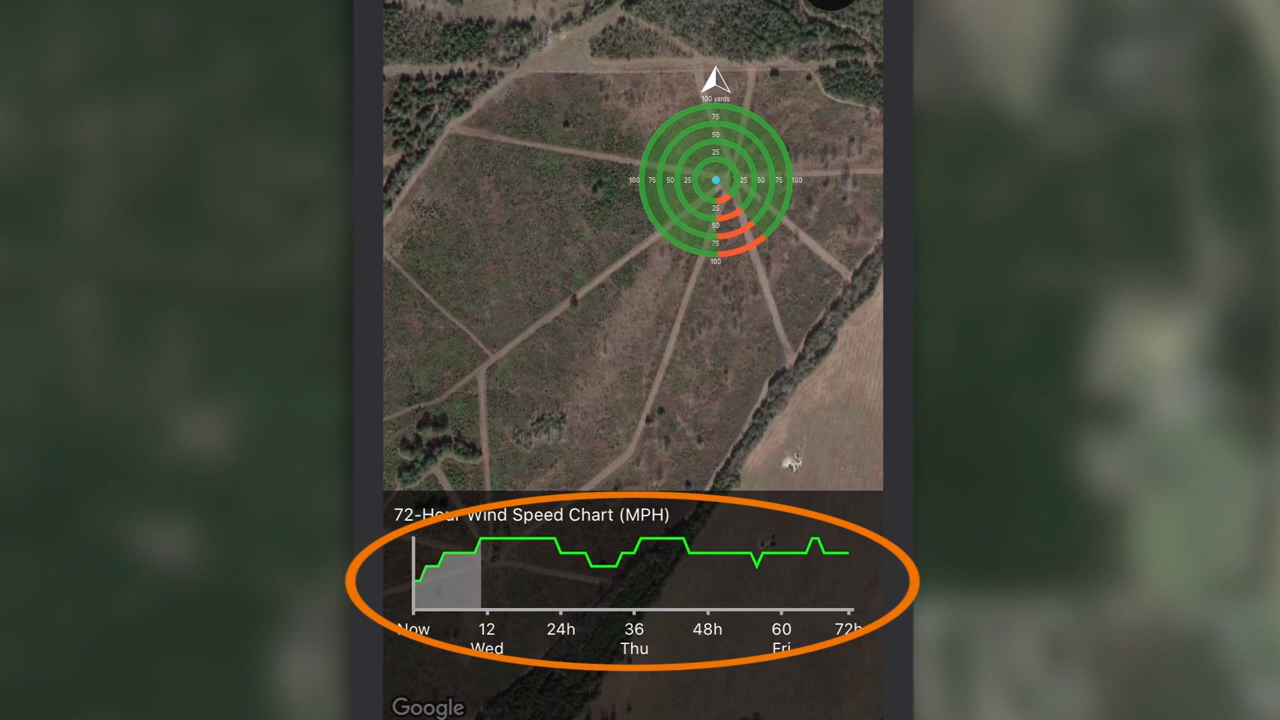 100 yards
75
50
25
100 75 50 25 25 50 75 100
25
50
75
100
72-Hour Wind Speed Chart (MPH)
Now 12 24h 36 48h 60 72h
Wed Thu Fri
Google